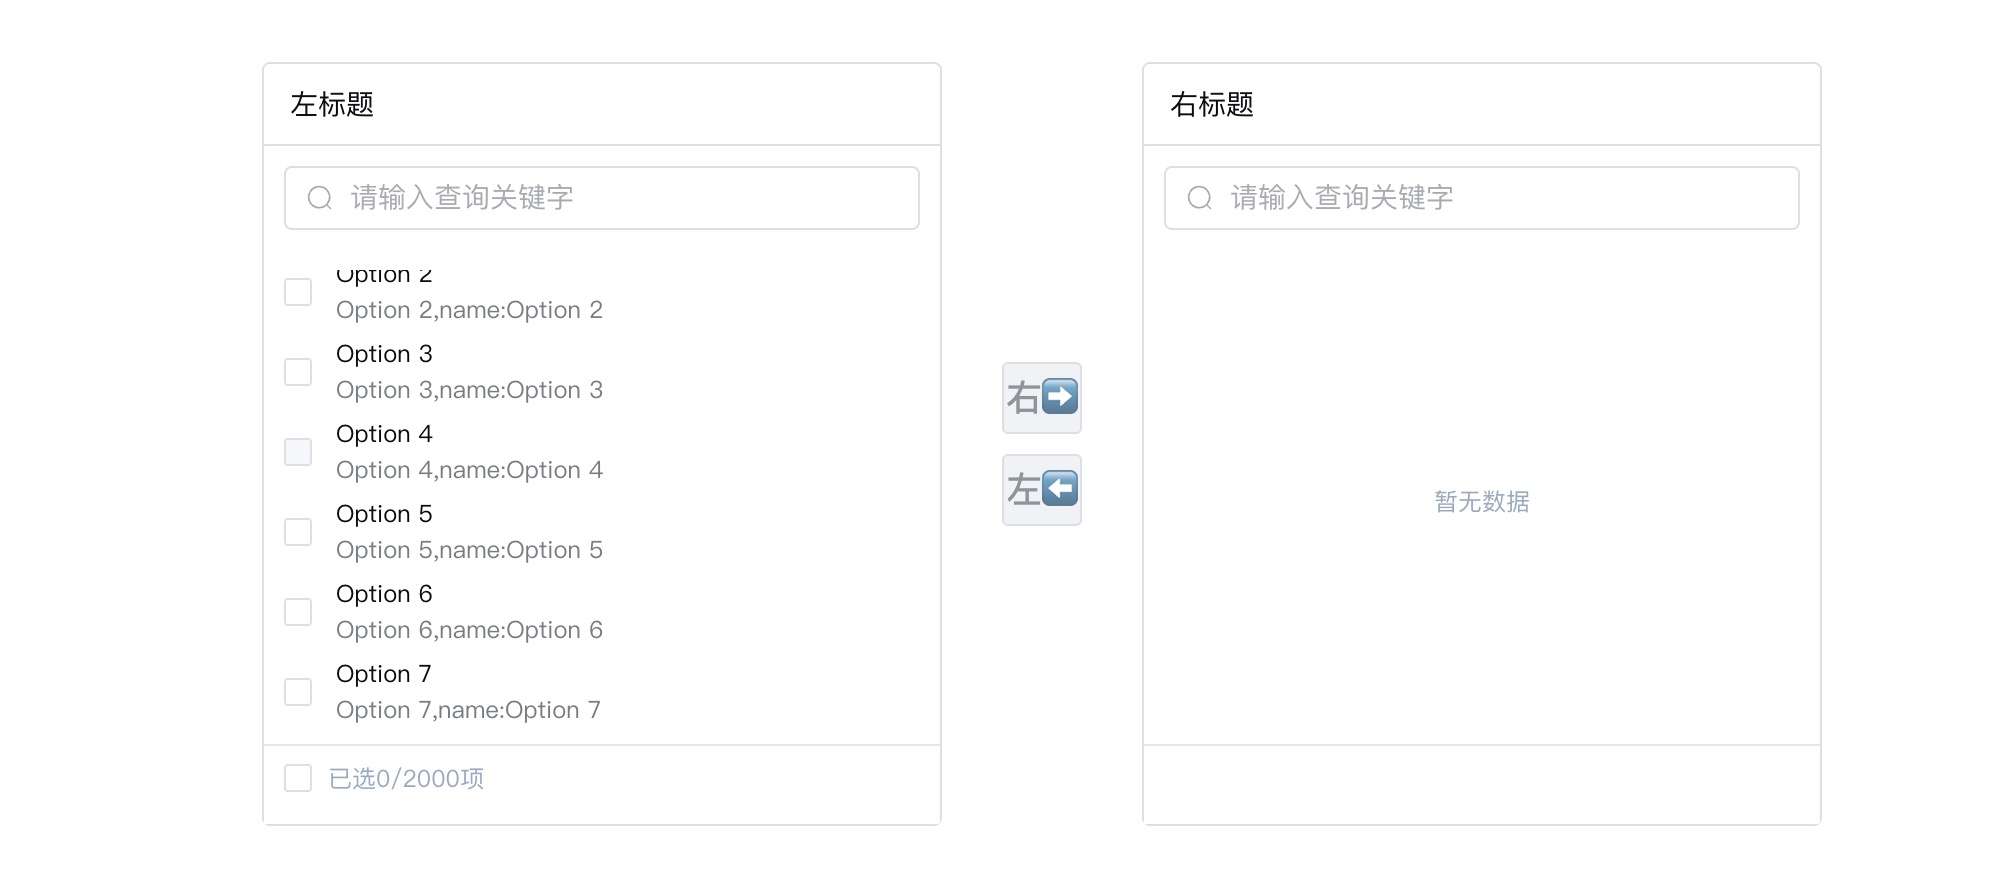 左标题
请输入查询关键字
Option 2
Option 2,name:Option 2
Option 3
Option 3,name:Option 3
Option 4
Option 4,name:Option 4
Option 5
Option 5,name:Option 5
Option 6
Option 6,name:Option 6
Option 7
Option 7,name:Option 7
已选0/2000项
右➡️
左⬅️
右标题
请输入查询关键字
暂无数据